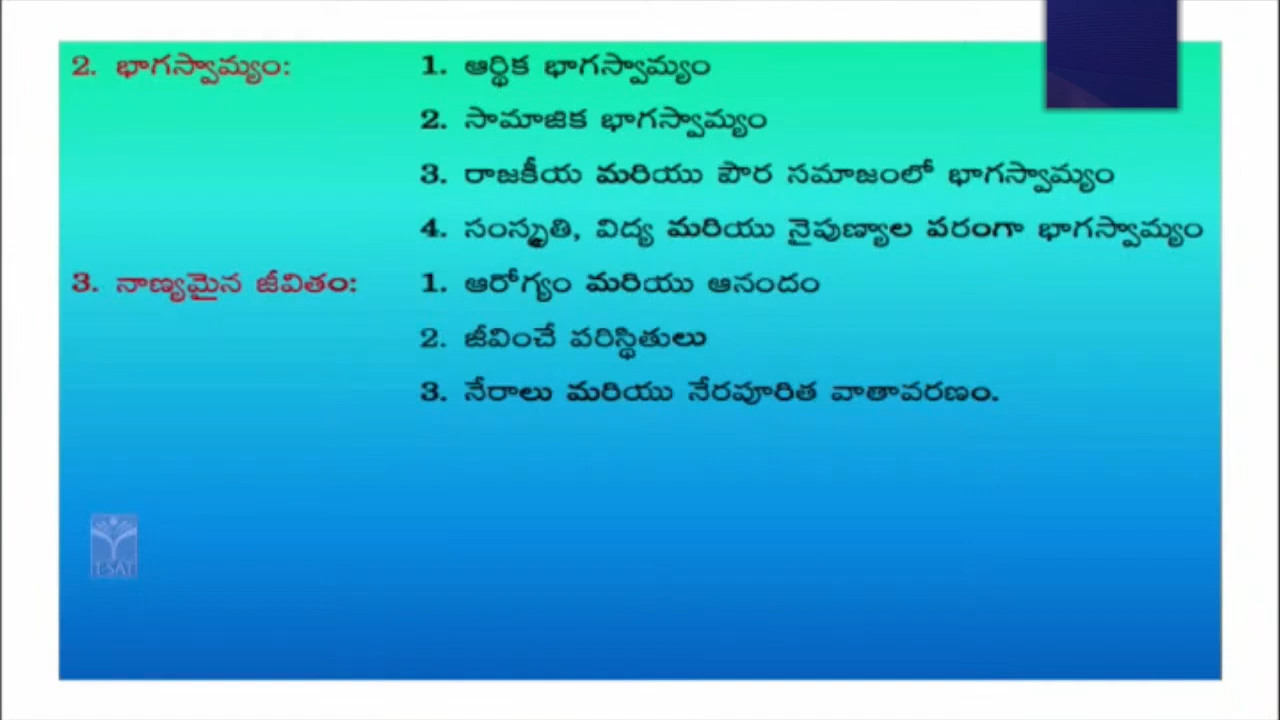 2. భాగస్వామ్యం: 1. ఆర్థిక భాగస్వామ్యం
2. సామాజిక భాగస్వామ్యం
3. రాజకీయ మరియు పౌర సమాజంలో భాగస్వామ్యం
4. సంస్కృతి, విద్య మరియు నైపుణ్యాల పరంగా భాగస్వామ్యం
3. నాణ్యమైన జీవితం: 1. ఆరోగ్యం మరియు ఆనందం
2. జీవించే పరిస్థితులు
3. నేరాలు మరియు నేరపూరిత వాతావరణం.
T-SAT